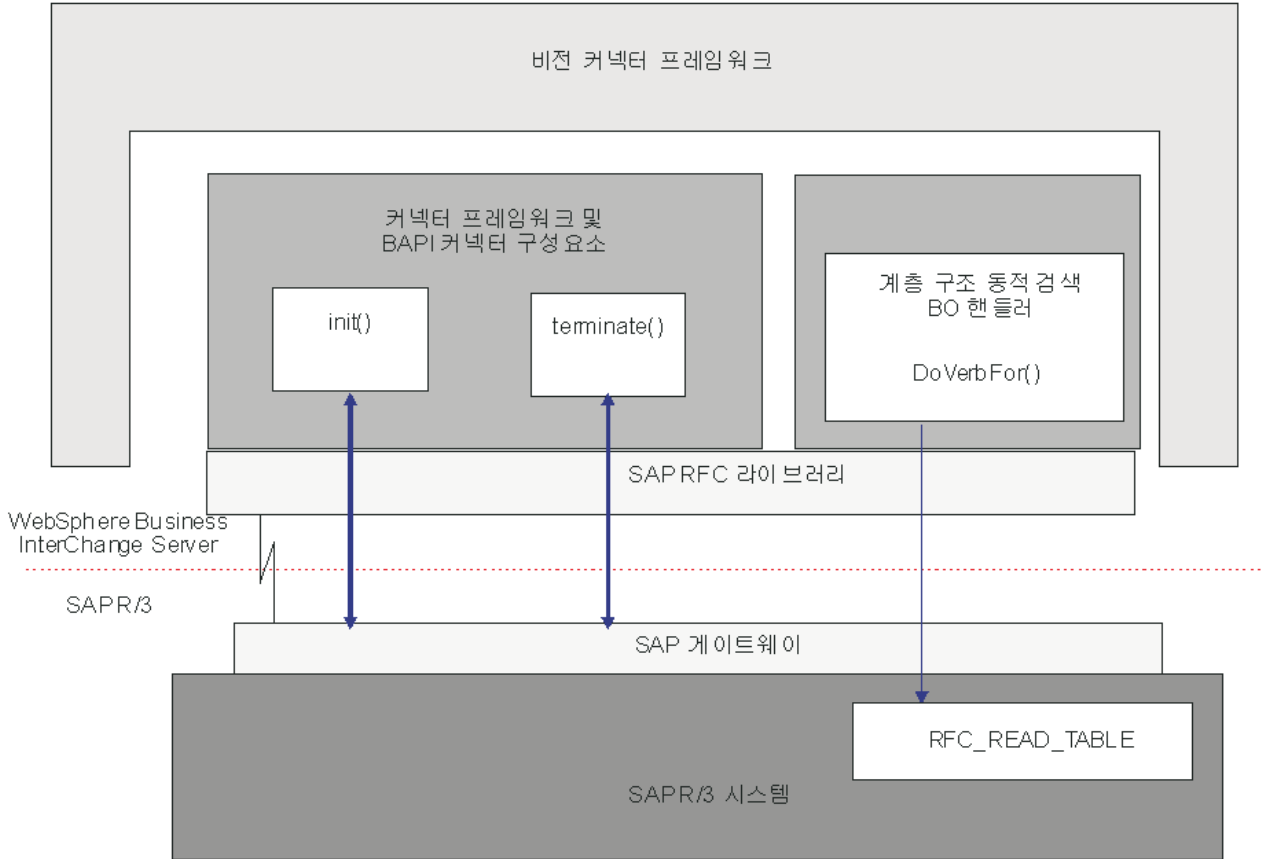 비전 커넥터 프레임워크
커넥터 프레임워크 및
BAPI 커넥터 구성요소
init()
terminate()
계층 구조 동적검색
BO 핸들러
DoVerbFor()
SAPRFC 라이브러리
WebSphere Business
InterChange Server
SAPR/3
SAP 게이트웨이
RFC_READ_TABLE
SAPR/3 시스템